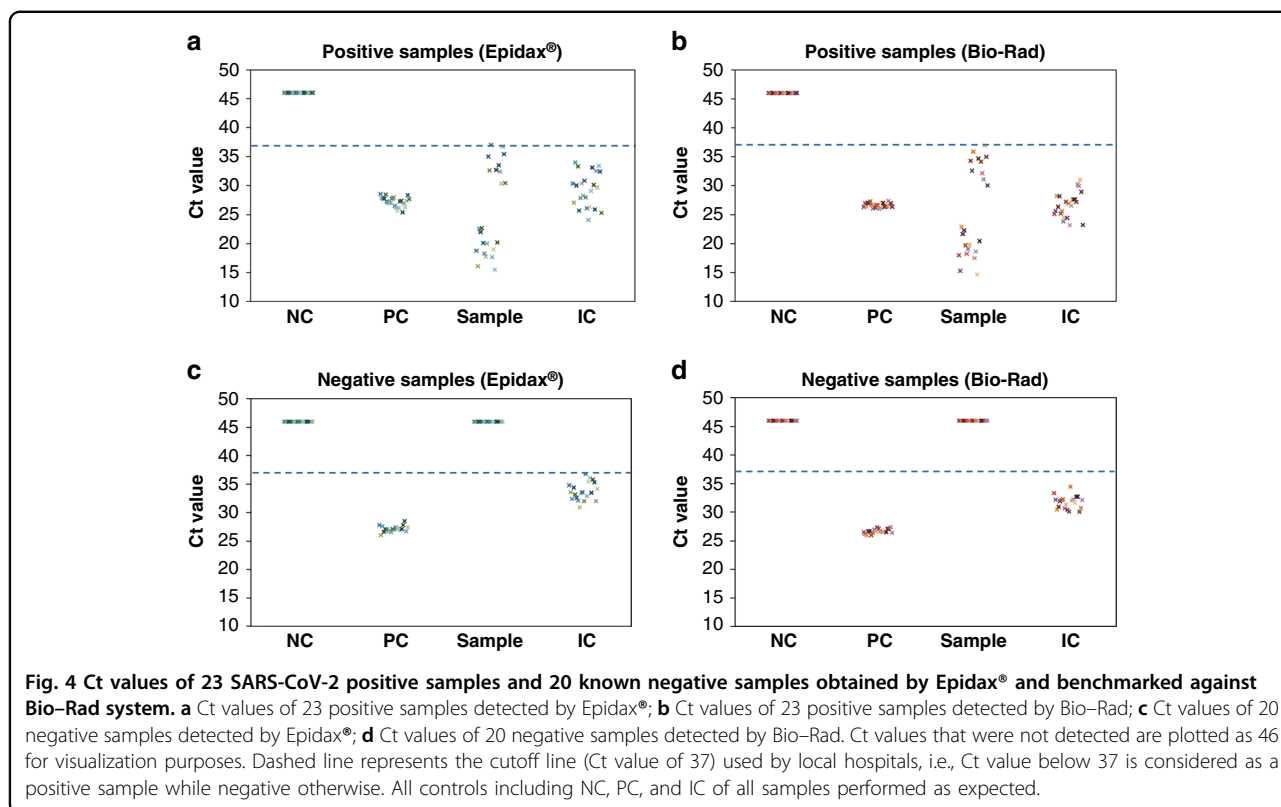 a
Positive samples (Epidax®)
Ct value
50
45
40
35
30
25
20
15
10
NC PC Sample IC
b
Positive samples (Bio-Rad)
Ct value
50
45
40
35
30
25
20
15
10
NC PC Sample IC
c
Negative samples (Epidax®)
Ct value
50
45
40
35
30
25
20
15
10
NC PC Sample IC
d
Negative samples (Bio-Rad)
Ct value
50
45
40
35
30
25
20
15
10
NC PC Sample IC
Fig. 4 Ct values of 23 SARS-CoV-2 positive samples and 20 known negative samples obtained by Epidax® and benchmarked against
Bio–Rad system. a Ct values of 23 positive samples detected by Epidax®; b Ct values of 23 positive samples detected by Bio–Rad; c Ct values of 20
negative samples detected by Epidax®; d Ct values of 20 negative samples detected by Bio–Rad. Ct values that were not detected are plotted as 46
for visualization purposes. Dashed line represents the cutoff line (Ct value of 37) used by local hospitals, i.e., Ct value below 37 is considered as a
positive sample while negative otherwise. All controls including NC, PC, and IC of all samples performed as expected.